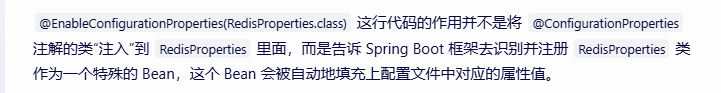 @EnableConfigurationProperties(RedisProperties.class) 这行代码的作用并不是将 @ConfigurationProperties
注解的类“注入”到 RedisProperties 里面，而是告诉 Spring Boot 框架去识别并注册 RedisProperties 类
作为一个特殊的 Bean，这个 Bean 会被自动地填充上配置文件中对应的属性值。